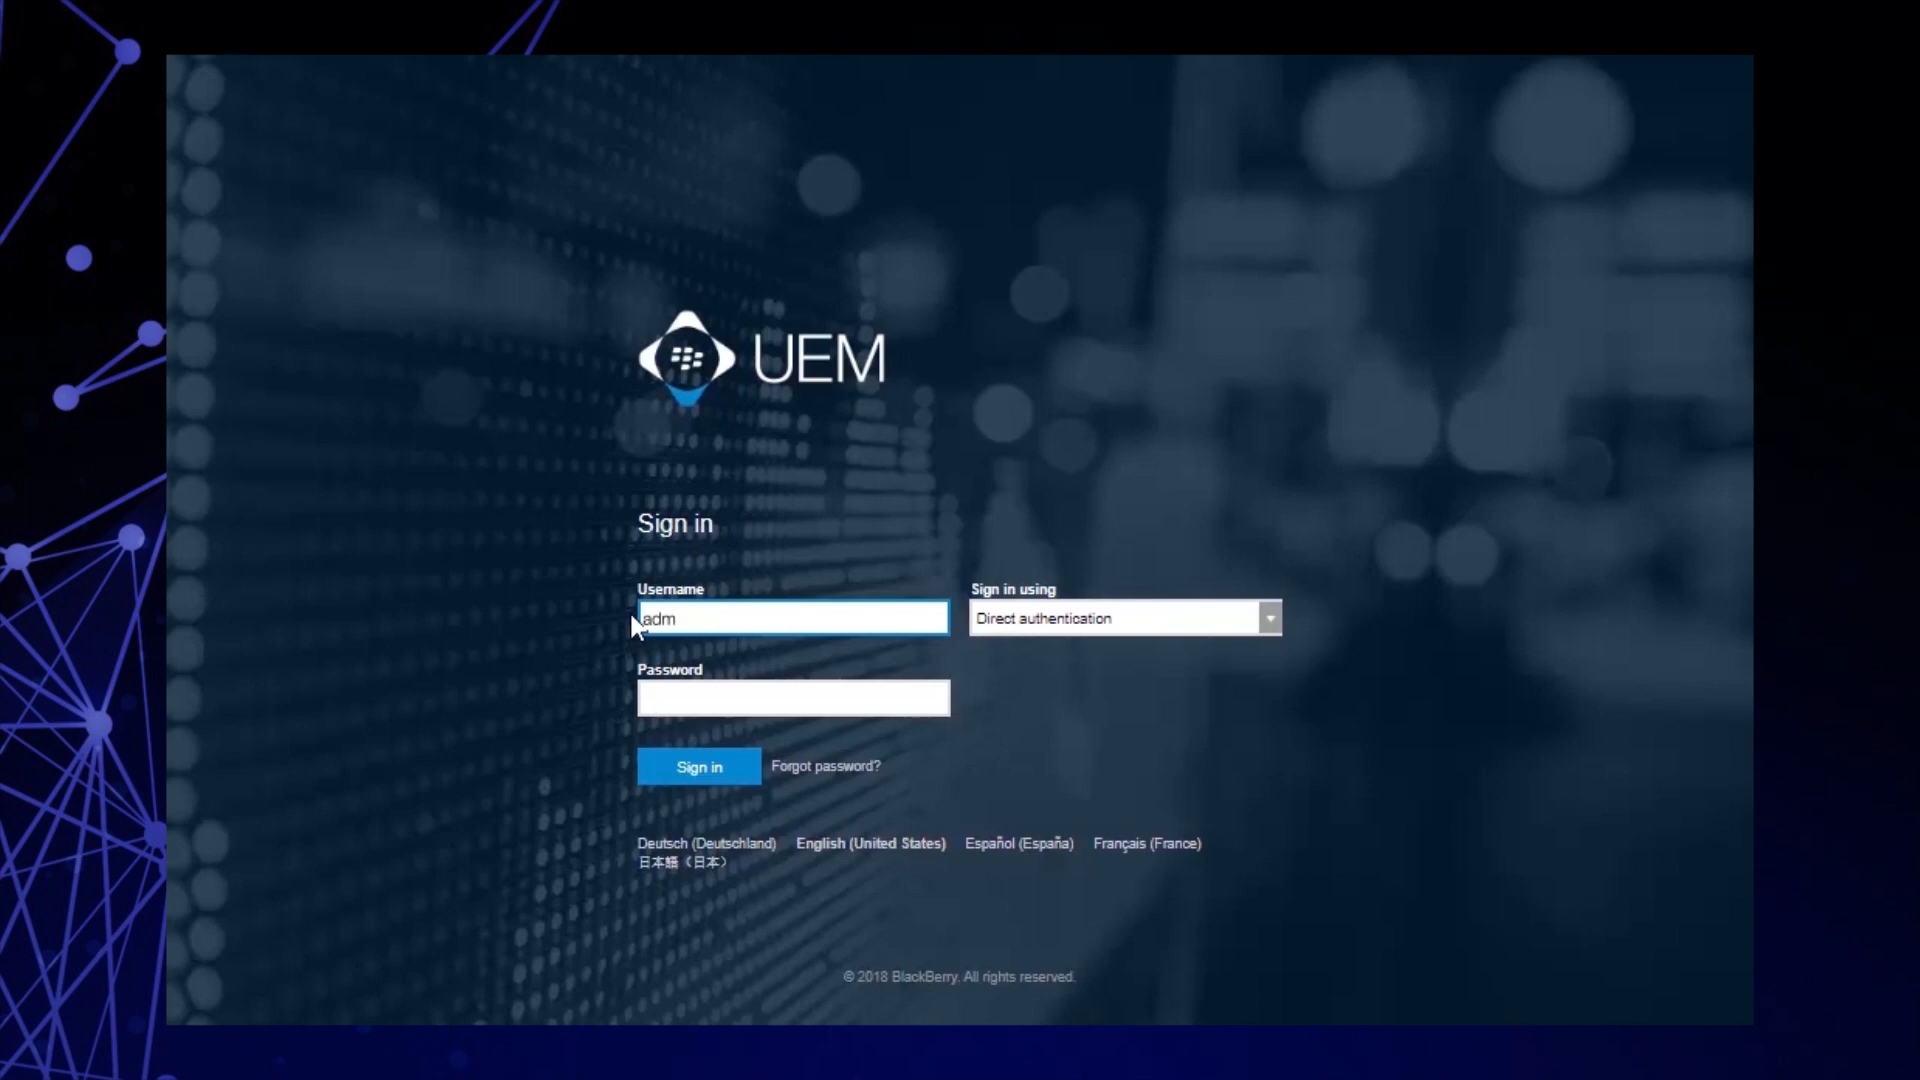 UEM
Sign in
Username
Sign in using
adm
Direct authentication
Password
Sign in
Forgot password?
Deutsch (Deutschland) English (United States) Español (España) Français (France)
日本語（日本）
© 2018 BlackBerry. All rights reserved.